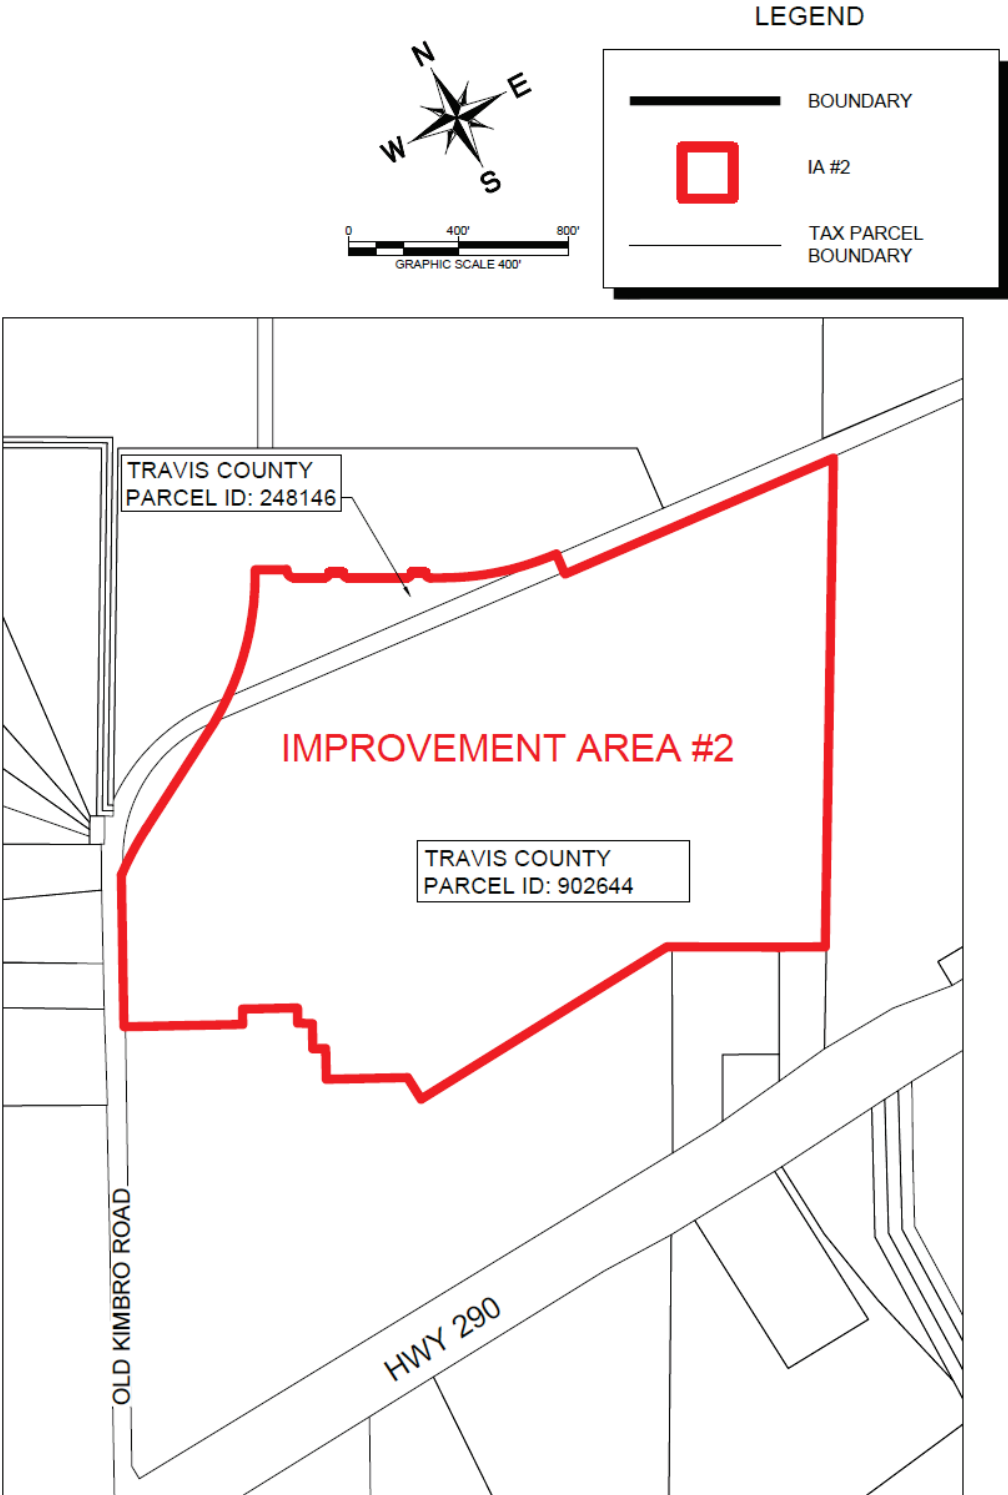 LEGEND
N
E
W
S
BOUNDARY
IA #2
TAX PARCEL
BOUNDARY
0 400' 800'
GRAPHIC SCALE 400'
TRAVIS COUNTY
PARCEL ID: 248146
IMPROVEMENT AREA #2
TRAVIS COUNTY
PARCEL ID: 902644
OLD KIMBRO ROAD
HWY 290